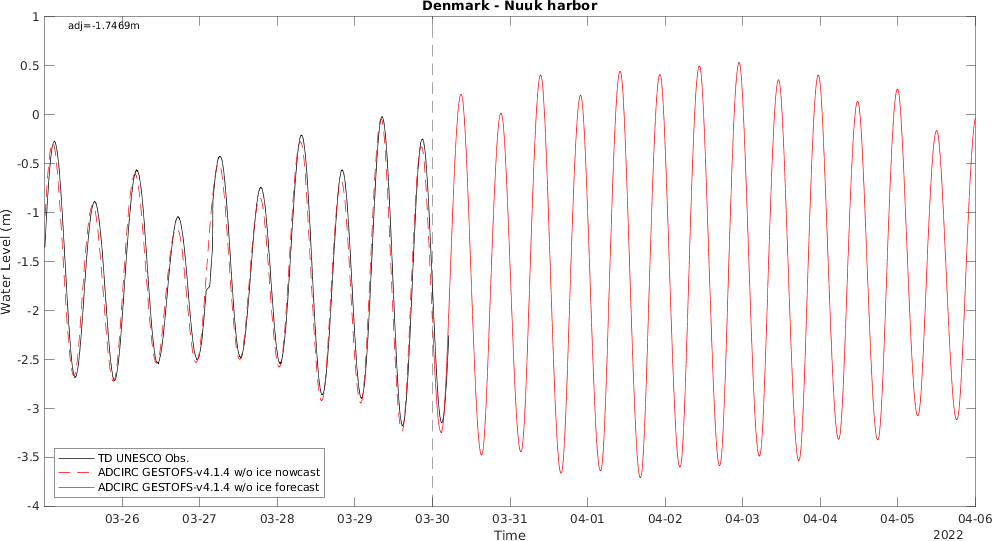 Denmark - Nuuk harbor
adj=-1.7469m
1
0.5
0
-0.5
-1
-1.5
-2
-2.5
-3
-3.5
-4
Water Level (m)
TD UNESCO Obs.
ADCIRC GESTOFS-v4.1.4 w/o ice nowcast
ADCIRC GESTOFS-v4.1.4 w/o ice forecast
03-26 03-27 03-28 03-29 03-30 03-31 04-01 04-02 04-03 04-04 04-05 04-06
Time
2022